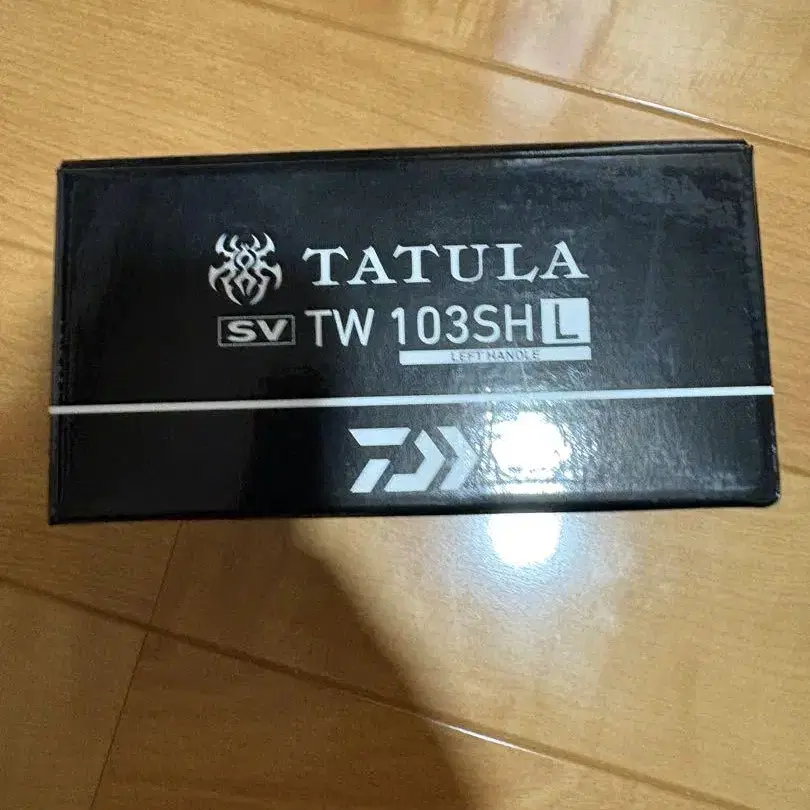 TATULA
SV TW 103SH L
LEFT HANDLE